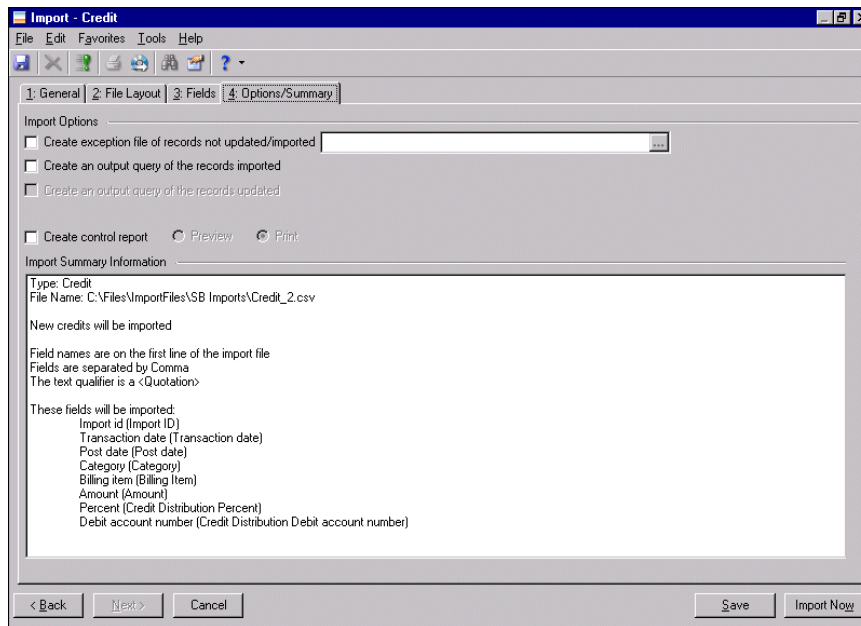 Import - Credit
File Edit Favorites Tools Help
?
1: General 2: File Layout 3: Fields 4: Options/Summary
Import Options
Create exception file of records not updated/imported ...
Create an output query of the records imported
Create an output query of the records updated
Create control report Preview Print
Import Summary Information
Type: Credit
File Name: C:\Files\ImportFiles\SB Imports\Credit_2.csv
New credits will be imported
Field names are on the first line of the import file
Fields are separated by Comma
The text qualifier is a <Quotation>
These fields will be imported:
Import id (Import ID)
Transaction date (Transaction date)
Post date (Post date)
Category (Category)
Billing item (Billing Item)
Amount (Amount)
Percent (Credit Distribution Percent)
Debit account number (Credit Distribution Debit account number)
< Back Next > Cancel Save Import Now